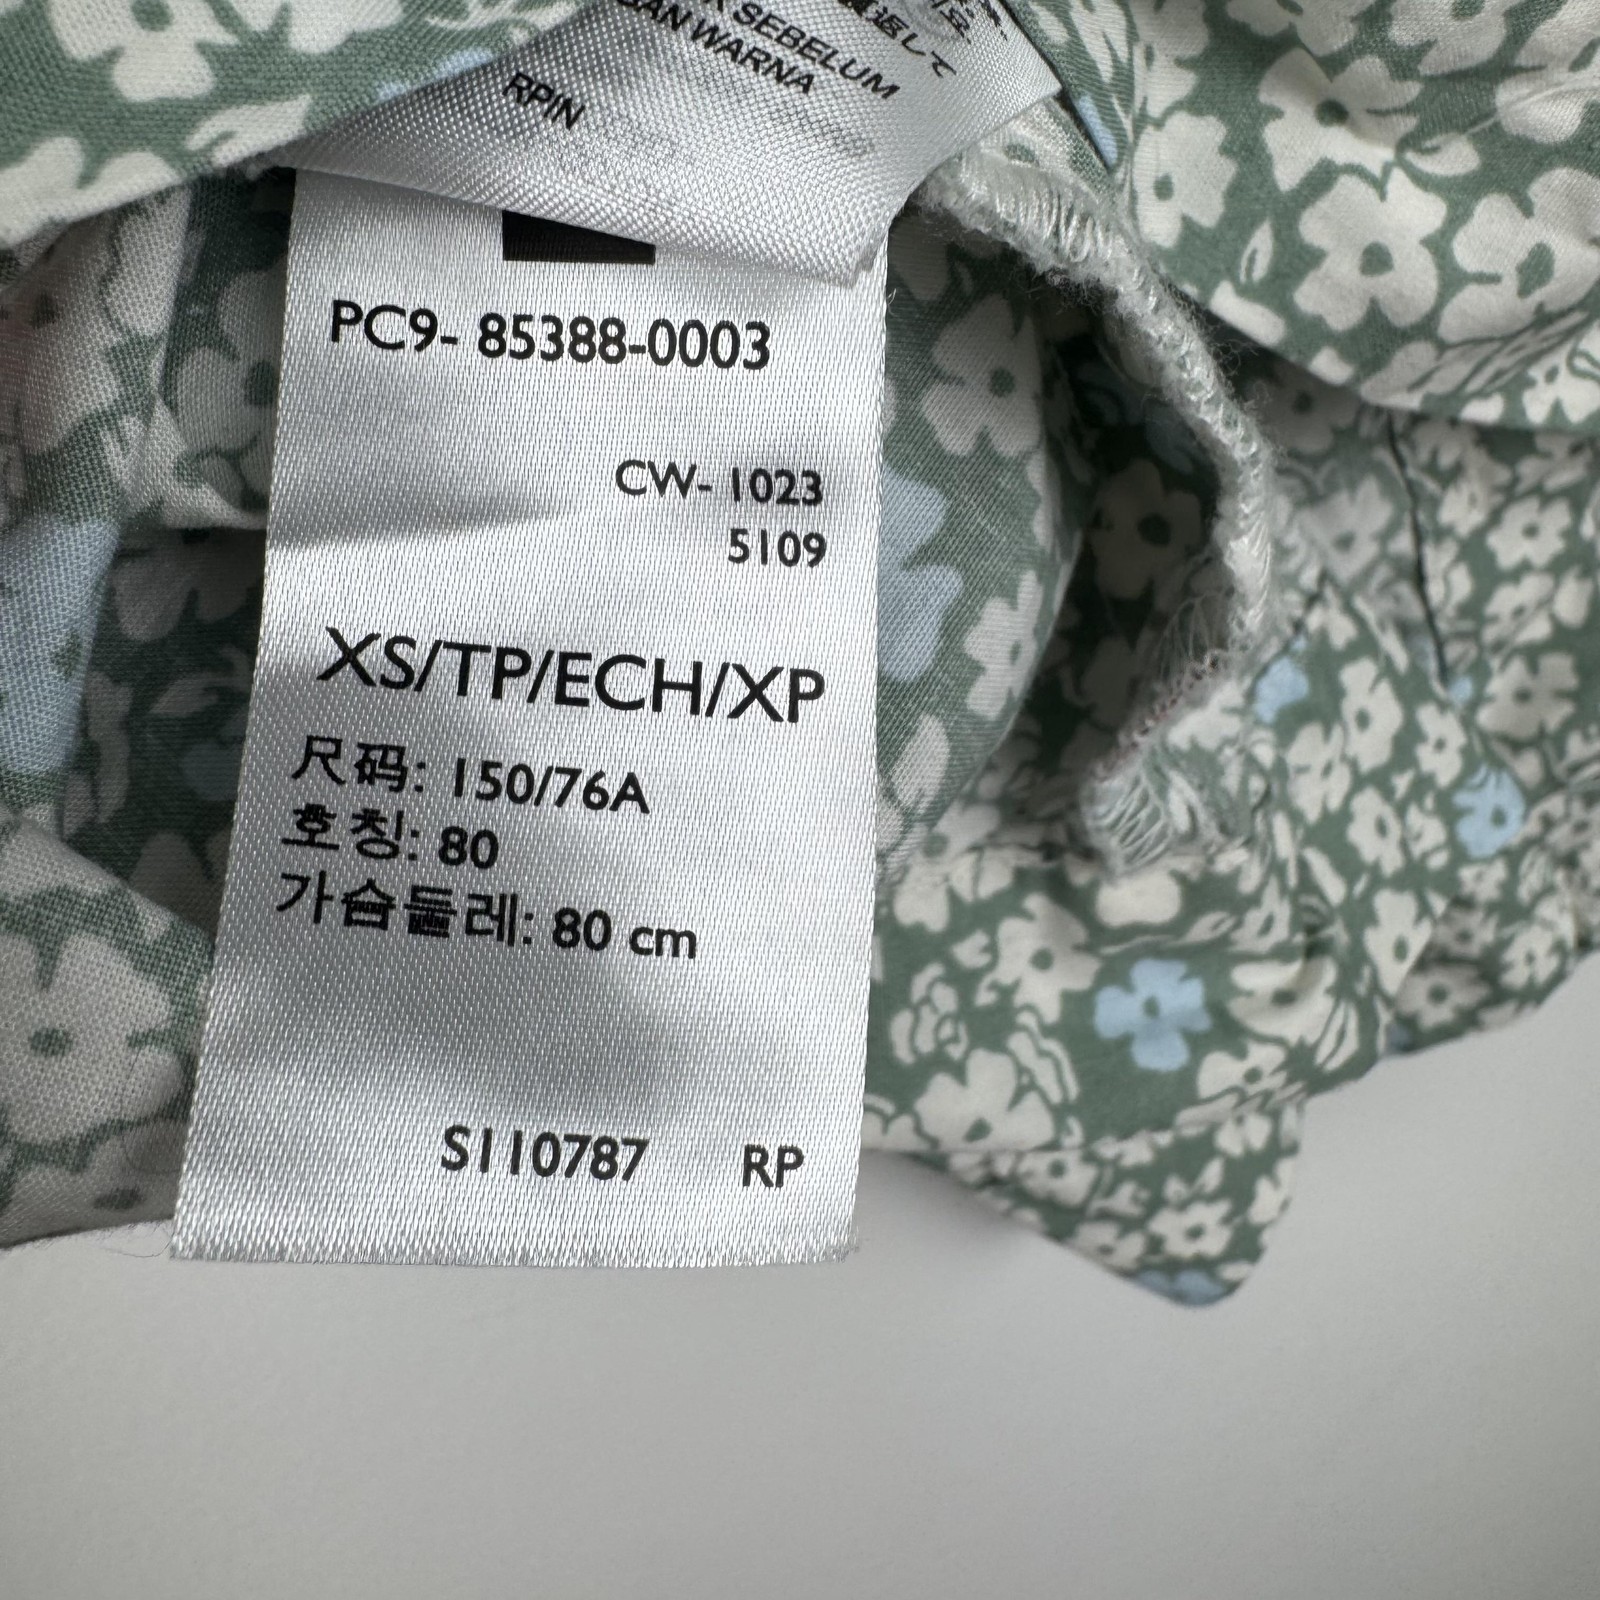 SEBELUM
WARNA
RPIN
PC9- 85388-0003
CW- 1023
5109
XS/TP/ECH/XP
尺码: 150/76A
호칭: 80
가슴둘레: 80 cm
S110787 RP